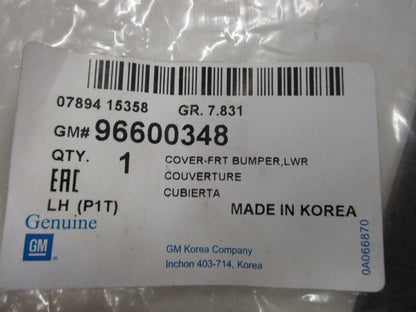 07894 15358 GR. 7.831
GM# 96600348
QTY. 1 COVER-FRT BUMPER,LWR
EAC COUVERTURE
CUBIERTA
LH (P1T) MADE IN KOREA
Genuine
GM
GM Korea Company
Inchon 403-714, Korea
0A066870